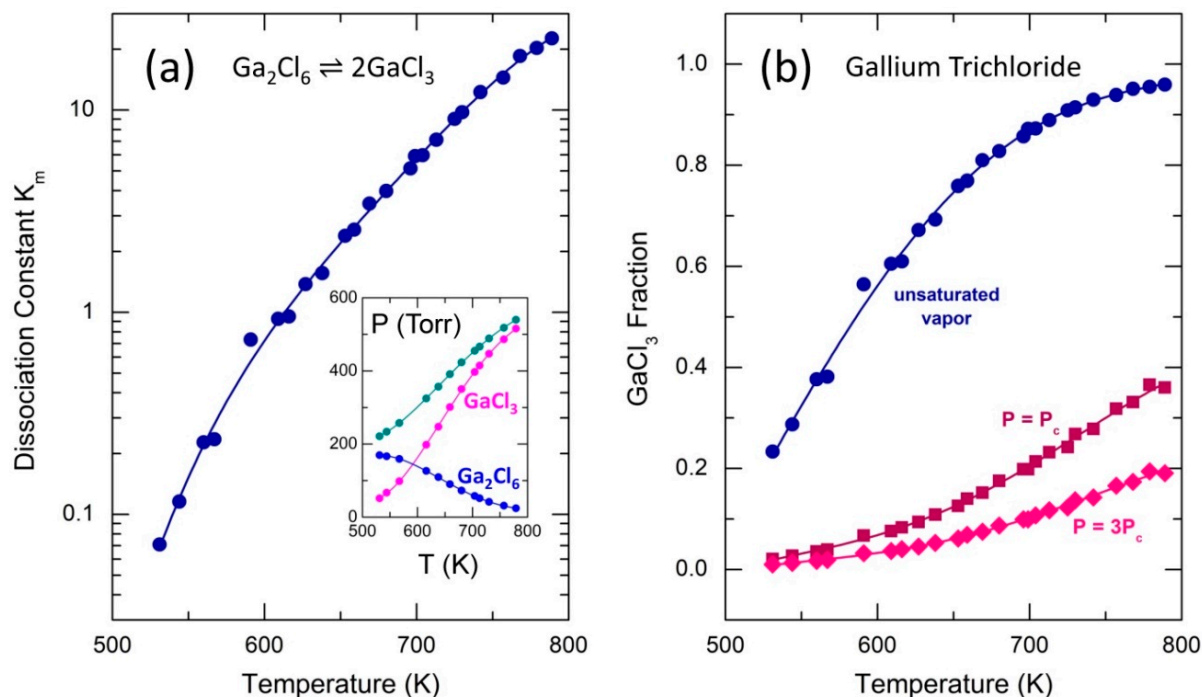 (a)
Ga₂Cl₆ ⇌ 2GaCl₃
Dissociation Constant Kₘ
10
1
0.1
500
600
700
800
Temperature (K)
P (Torr)
600
400
200
0
GaCl₃
Ga₂Cl₆
500
600
700
800
T (K)
(b)
Gallium Trichloride
GaCl₃ Fraction
1.0
0.8
0.6
0.4
0.2
0.0
unsaturated
vapor
P = P_c
P = 3P_c
500
600
700
800
Temperature (K)